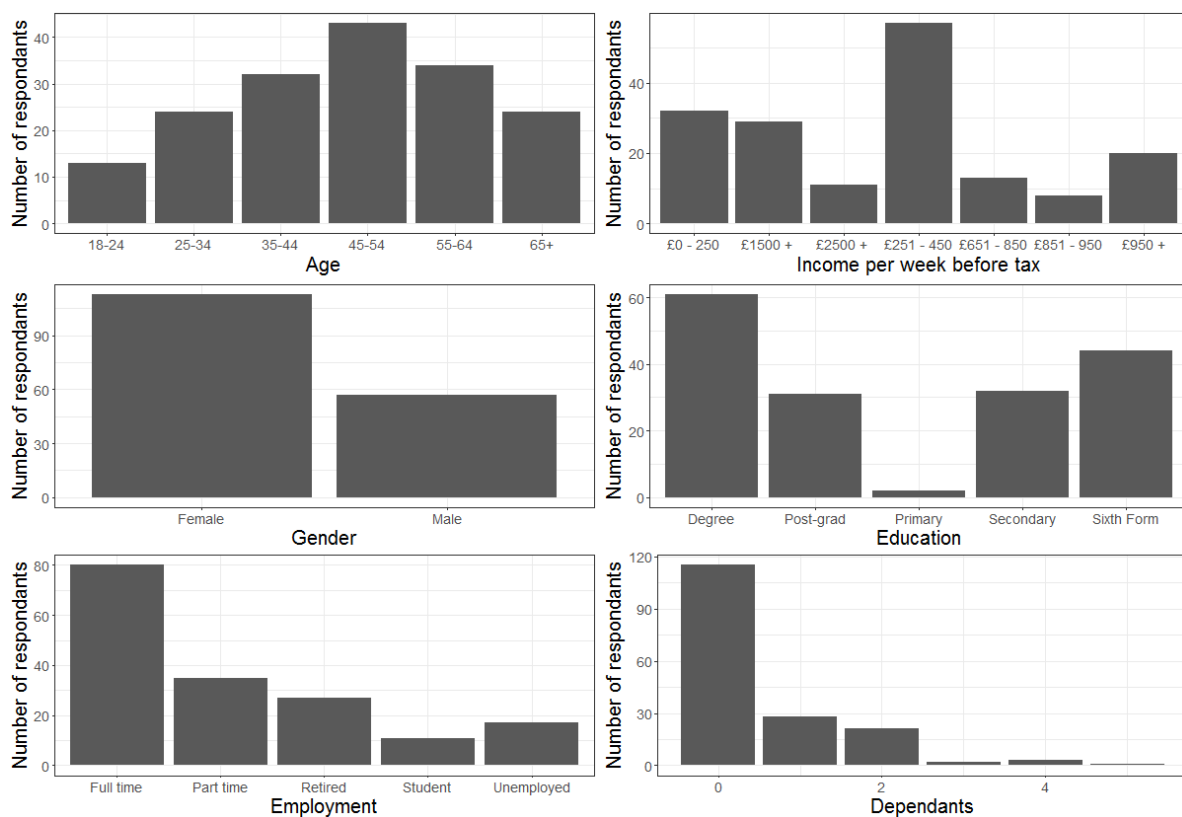 Number of respondants
40
30
20
10
0
18-24 25-34 35-44 45-54 55-64 65+
Age
Number of respondants
40
20
0
£0 - 250 £1500 + £2500 + £251 - 450 £651 - 850 £851 - 950 £950 +
Income per week before tax
Number of respondants
90
60
30
0
Female Male
Gender
Number of respondants
60
40
20
0
Degree Post-grad Primary Secondary Sixth Form
Education
Number of respondants
80
60
40
20
0
Full time Part time Retired Student Unemployed
Employment
Number of respondants
120
90
60
30
0
0 2 4
Dependants